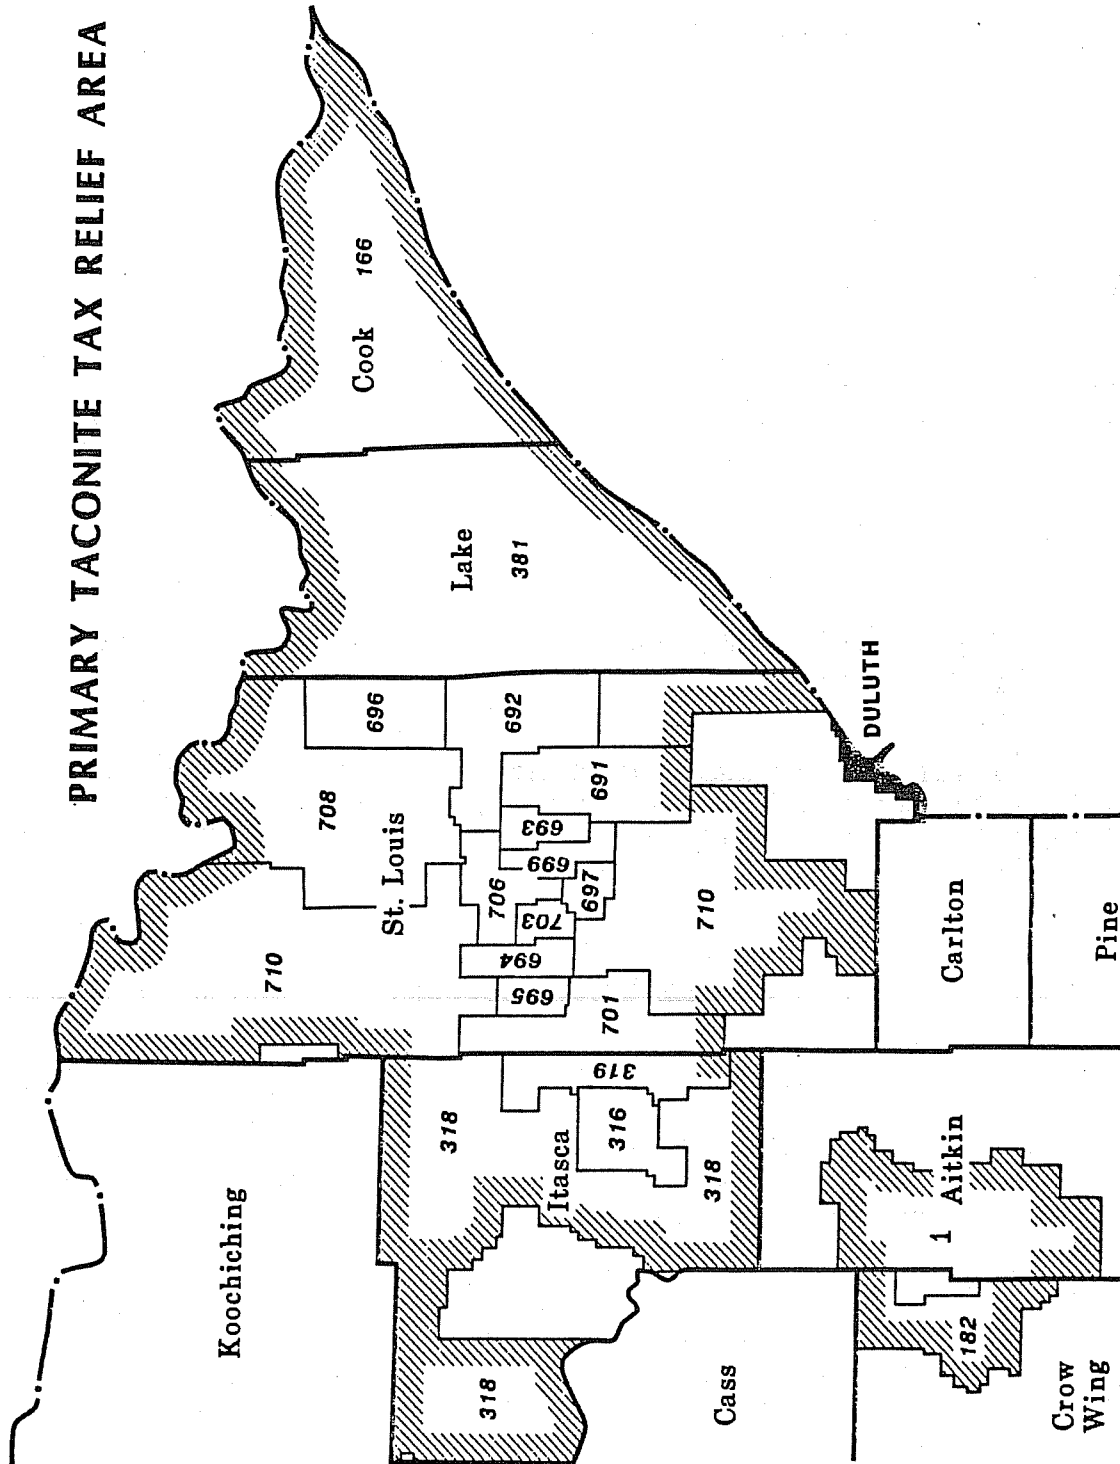 PRIMARY TACONITE TAX RELIEF AREA
Koochiching
710
708
St. Louis
696
Lake
381
Cook
166
318
318
Itasca
316
318
319
701
695
694
703
706
697
699
693
691
692
710
DULUTH
Cass
Aitkin
1
182
Crow
Wing
Carlton
Pine